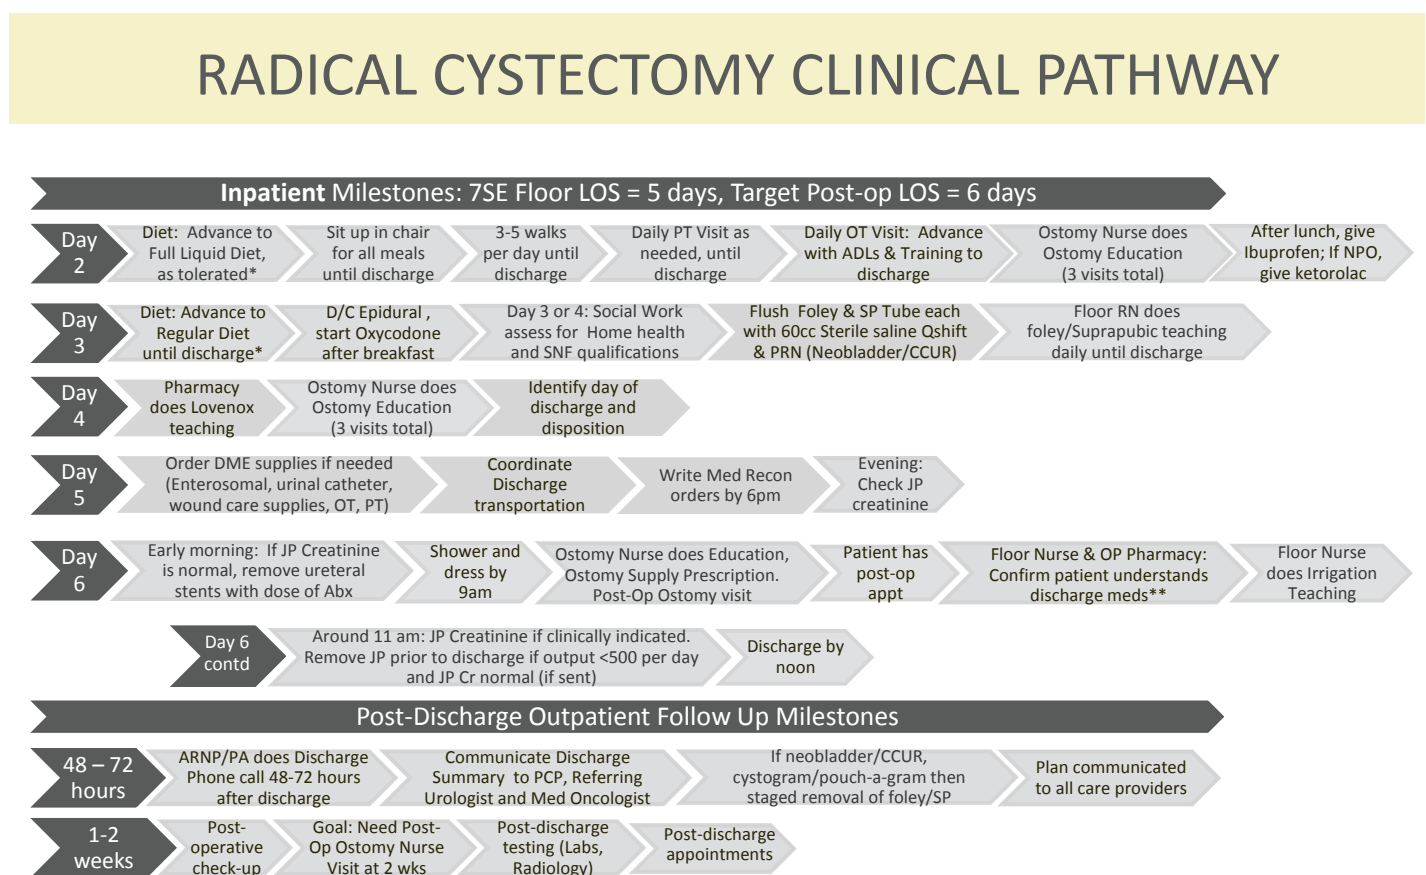 RADICAL CYSTECTOMY CLINICAL PATHWAY
Inpatient Milestones: 7SE Floor LOS = 5 days, Target Post-op LOS = 6 days
Day
2
Diet: Advance to
Full Liquid Diet,
as tolerated*
Sit up in chair
for all meals
until discharge
3-5 walks
per day until
discharge
Daily PT Visit as
needed, until
discharge
Daily OT Visit: Advance
with ADLs & Training to
discharge
Ostomy Nurse does
Ostomy Education
(3 visits total)
After lunch, give
Ibuprofen; If NPO,
give ketorolac
Day
3
Diet: Advance to
Regular Diet
until discharge*
D/C Epidural ,
start Oxycodone
after breakfast
Day 3 or 4: Social Work
assess for Home health
and SNF qualifications
Flush Foley & SP Tube each
with 60cc Sterile saline Qshift
& PRN (Neobladder/CCUR)
Floor RN does
foley/Suprapubic teaching
daily until discharge
Day
4
Pharmacy
does Lovenox
teaching
Ostomy Nurse does
Ostomy Education
(3 visits total)
Identify day of
discharge and
disposition
Day
5
Order DME supplies if needed
(Enterosomal, urinal catheter,
wound care supplies, OT, PT)
Coordinate
Discharge
transportation
Write Med Recon
orders by 6pm
Evening:
Check JP
creatinine
Day
6
Early morning: If JP Creatinine
is normal, remove ureteral
stents with dose of Abx
Shower and
dress by
9am
Ostomy Nurse does Education,
Ostomy Supply Prescription.
Post-Op Ostomy visit
Patient has
post-op
appt
Floor Nurse & OP Pharmacy:
Confirm patient understands
discharge meds**
Floor Nurse
does Irrigation
Teaching
Day 6
contd
Around 11 am: JP Creatinine if clinically indicated.
Remove JP prior to discharge if output <500 per day
and JP Cr normal (if sent)
Discharge by
noon
Post-Discharge Outpatient Follow Up Milestones
48 – 72
hours
ARNP/PA does Discharge
Phone call 48-72 hours
after discharge
Communicate Discharge
Summary to PCP, Referring
Urologist and Med Oncologist
If neobladder/CCUR,
cystogram/pouch-a-gram then
staged removal of foley/SP
Plan communicated
to all care providers
1-2
weeks
Post-
operative
check-up
Goal: Need Post-
Op Ostomy Nurse
Visit at 2 wks
Post-discharge
testing (Labs,
Radiology)
Post-discharge
appointments